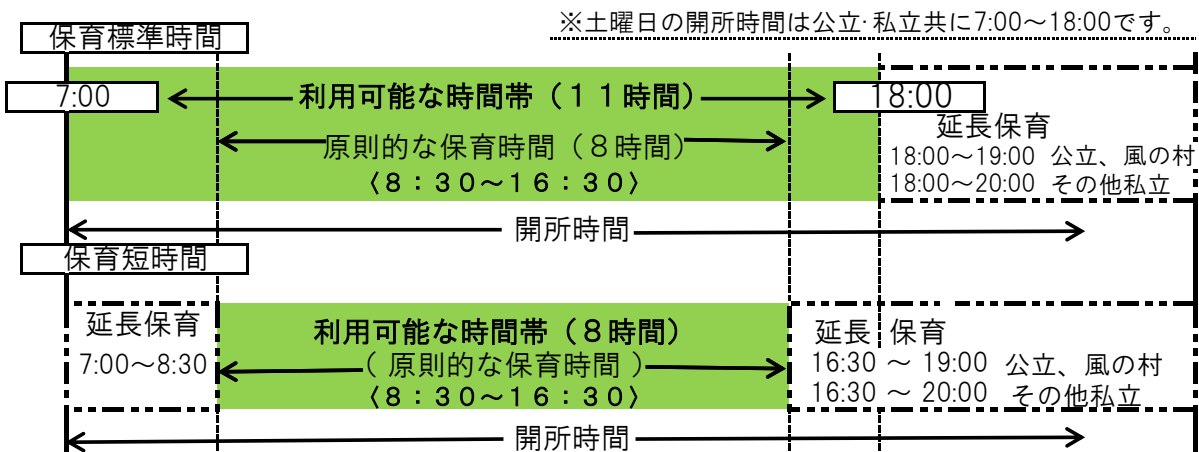 ※土曜日の開所時間は公立･私立共に7:00～18:00です。
保育標準時間
7:00
利用可能な時間帯（１１時間）
18:00
原則的な保育時間（８時間）
〈８：３０～１６：３０〉
延長保育
18:00～19:00 公立、風の村
18:00～20:00 その他私立
開所時間
保育短時間
延長保育
7:00～8:30
利用可能な時間帯（８時間）
（ 原則的な保育時間 ）
〈８：３０～１６：３０〉
延長 保育
16:30 ～ 19:00 公立、風の村
16:30 ～ 20:00 その他私立
開所時間